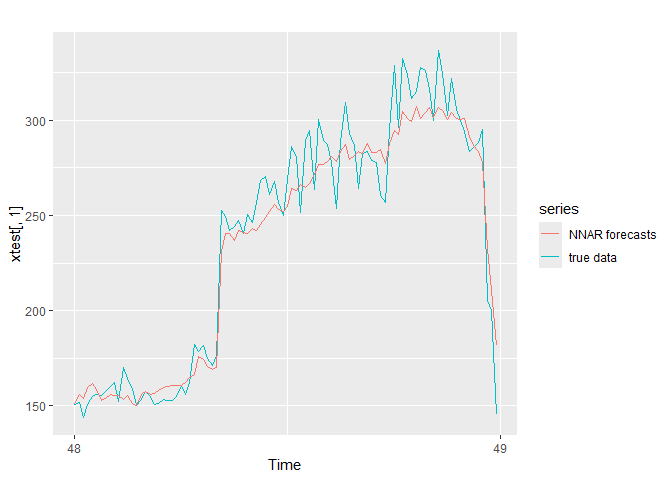 xtest[, 1]
300
250
200
150
48
49
Time
series
NNAR forecasts
true data